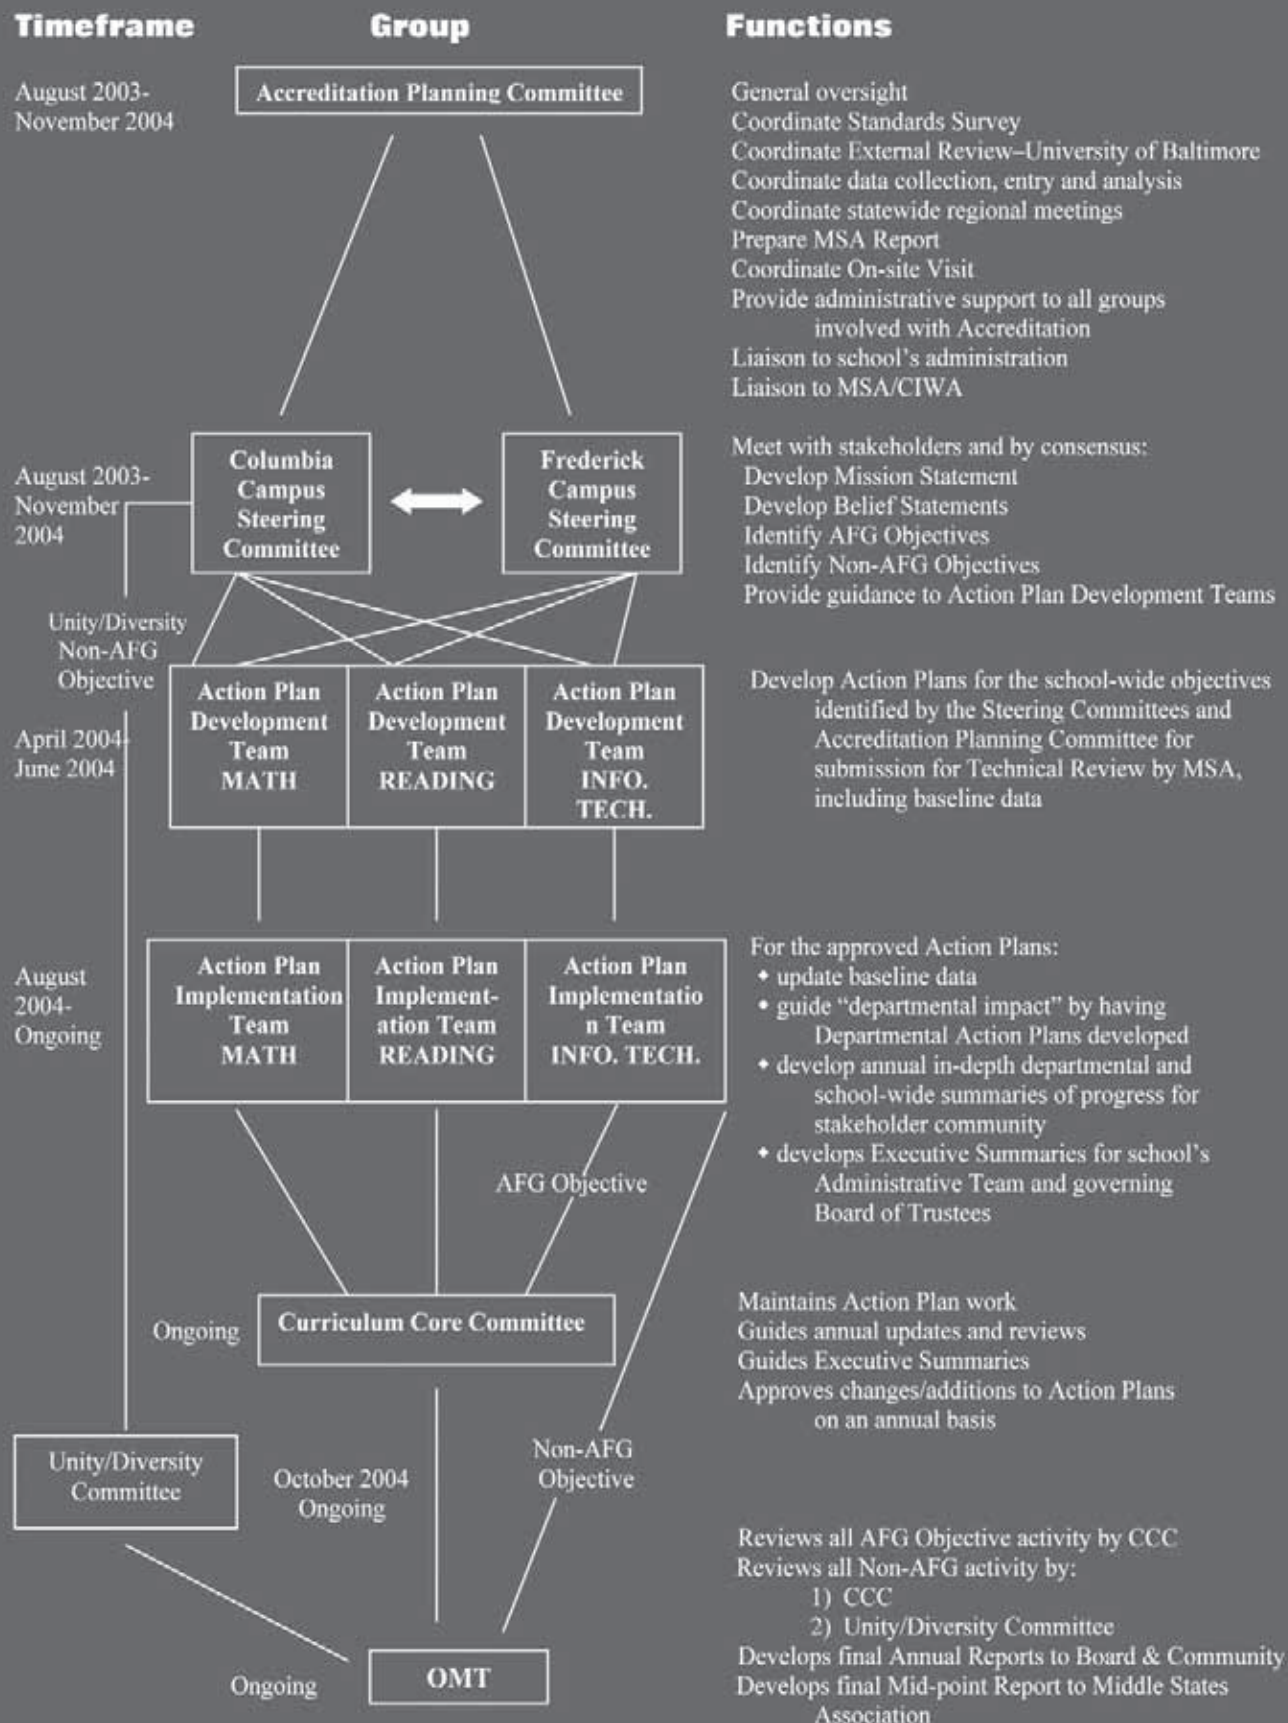 Timeframe
Group
Functions
August 2003-
November 2004
Accreditation Planning Committee
General oversight
Coordinate Standards Survey
Coordinate External Review–University of Baltimore
Coordinate data collection, entry and analysis
Coordinate statewide regional meetings
Prepare MSA Report
Coordinate On-site Visit
Provide administrative support to all groups
involved with Accreditation
Liaison to school’s administration
Liaison to MSA/CIWA
August 2003-
November
2004
Columbia
Campus
Steering
Committee
Frederick
Campus
Steering
Committee
Meet with stakeholders and by consensus:
Develop Mission Statement
Develop Belief Statements
Identify AFG Objectives
Identify Non-AFG Objectives
Provide guidance to Action Plan Development Teams
Unity/Diversity
Non-AFG
Objective
April 2004-
June 2004
Action Plan
Development
Team
MATH
Action Plan
Development
Team
READING
Action Plan
Development
Team
INFO.
TECH.
Develop Action Plans for the school-wide objectives
identified by the Steering Committees and
Accreditation Planning Committee for
submission for Technical Review by MSA,
including baseline data
August
2004-
Ongoing
Action Plan
Implementation
Team
MATH
Action Plan
Implement-
ation Team
READING
Action Plan
Implementatio
n Team
INFO. TECH.
For the approved Action Plans:
◆ update baseline data
◆ guide “departmental impact” by having
Departmental Action Plans developed
◆ develop annual in-depth departmental and
school-wide summaries of progress for
stakeholder community
◆ develops Executive Summaries for school’s
Administrative Team and governing
Board of Trustees
AFG Objective
Ongoing
Curriculum Core Committee
Maintains Action Plan work
Guides annual updates and reviews
Guides Executive Summaries
Approves changes/additions to Action Plans
on an annual basis
Unity/Diversity
Committee
October 2004
Ongoing
Non-AFG
Objective
Ongoing
OMT
Reviews all AFG Objective activity by CCC
Reviews all Non-AFG activity by:
1) CCC
2) Unity/Diversity Committee
Develops final Annual Reports to Board & Community
Develops final Mid-point Report to Middle States
Association